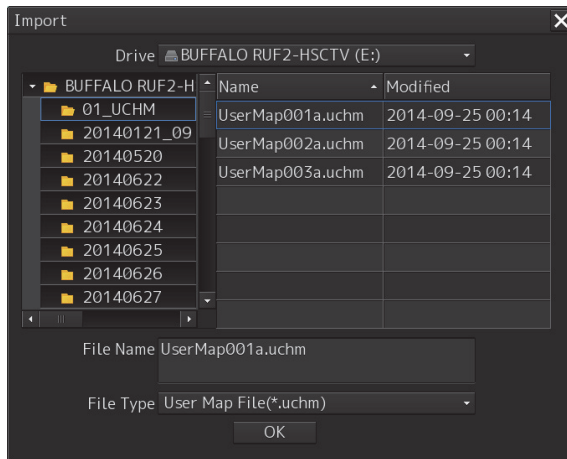 Import
Drive BUFFALO RUF2-HSCTV (E:)
BUFFALO RUF2-H
01_UCHM
20140121_09
20140520
20140622
20140623
20140624
20140625
20140626
20140627
Name Modified
UserMap001a.uchm 2014-09-25 00:14
UserMap002a.uchm 2014-09-25 00:14
UserMap003a.uchm 2014-09-25 00:14
File Name UserMap001a.uchm
File Type User Map File(*.uchm)
OK